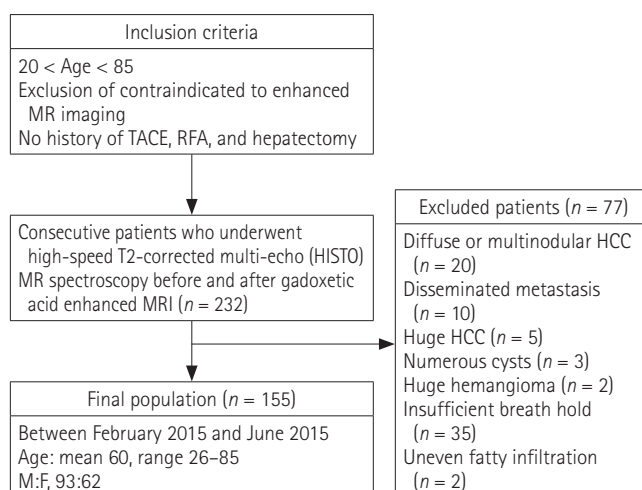 Inclusion criteria
20 < Age < 85
Exclusion of contraindicated to enhanced
MR imaging
No history of TACE, RFA, and hepatectomy
Consecutive patients who underwent
high-speed T2-corrected multi-echo (HISTO)
MR spectroscopy before and after gadoxetic
acid enhanced MRI (n = 232)
Excluded patients (n = 77)
Diffuse or multinodular HCC
(n = 20)
Disseminated metastasis
(n = 10)
Huge HCC (n = 5)
Numerous cysts (n = 3)
Huge hemangioma (n = 2)
Insufficient breath hold
(n = 35)
Uneven fatty infiltration
(n = 2)
Final population (n = 155)
Between February 2015 and June 2015
Age: mean 60, range 26–85
M:F, 93:62